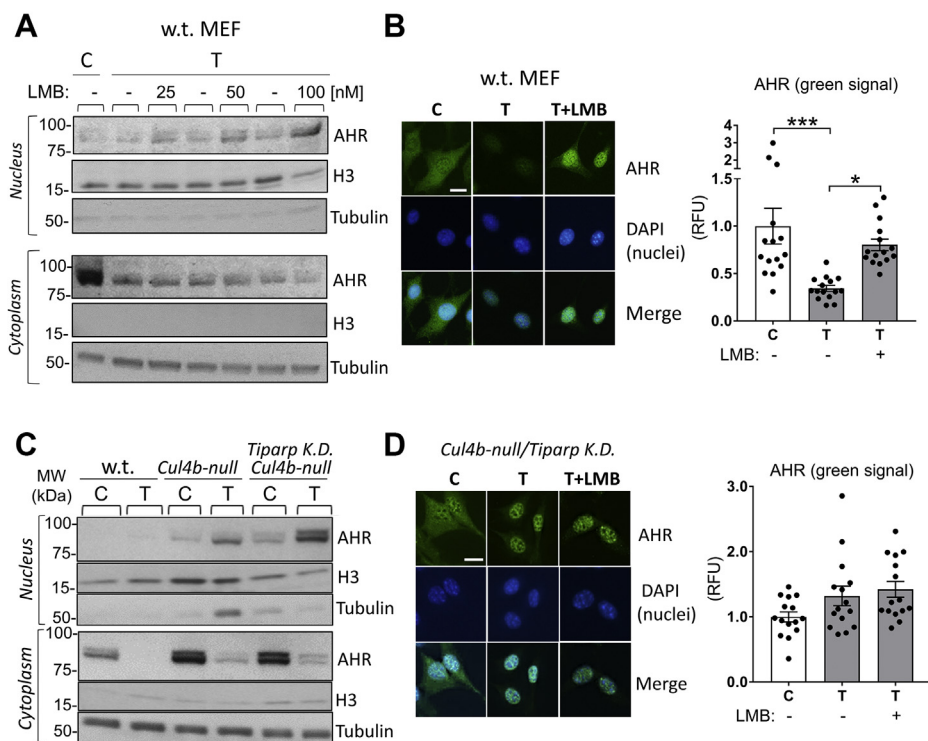 A
w.t. MEF
C T
LMB: - - 25 - 50 - 100 [nM]
Nucleus
100-
75-
AHR
15-
H3
50-
Tubulin
Cytoplasm
100-
75-
AHR
15-
H3
50-
Tubulin
B
w.t. MEF
C T T+LMB
AHR
DAPI
(nuclei)
Merge
AHR (green signal)
(RFU)
4
3
2
1.0
0.5
0.0
***
*
C T T
LMB: - - +
C
MW
(kDa)
w.t. Cul4b-null Tiparp K.D.
Cul4b-null
C T C T C T
Nucleus
100-
75-
AHR
15-
H3
50-
Tubulin
Cytoplasm
100-
75-
AHR
15-
H3
50-
Tubulin
D
Cul4b-null/Tiparp K.D.
C T T+LMB
AHR
DAPI
(nuclei)
Merge
AHR (green signal)
(RFU)
3.0
2.0
1.0
0.0
C T T
LMB: - - +